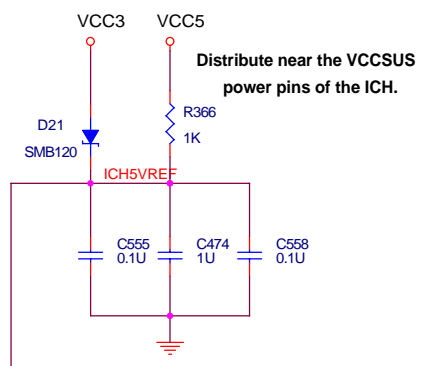 VCC3 VCC5
Distribute near the VCCSUS
power pins of the ICH.
R366
1K
D21
SMB120
ICH5VREF
C555
0.1U
C474
1U
C558
0.1U